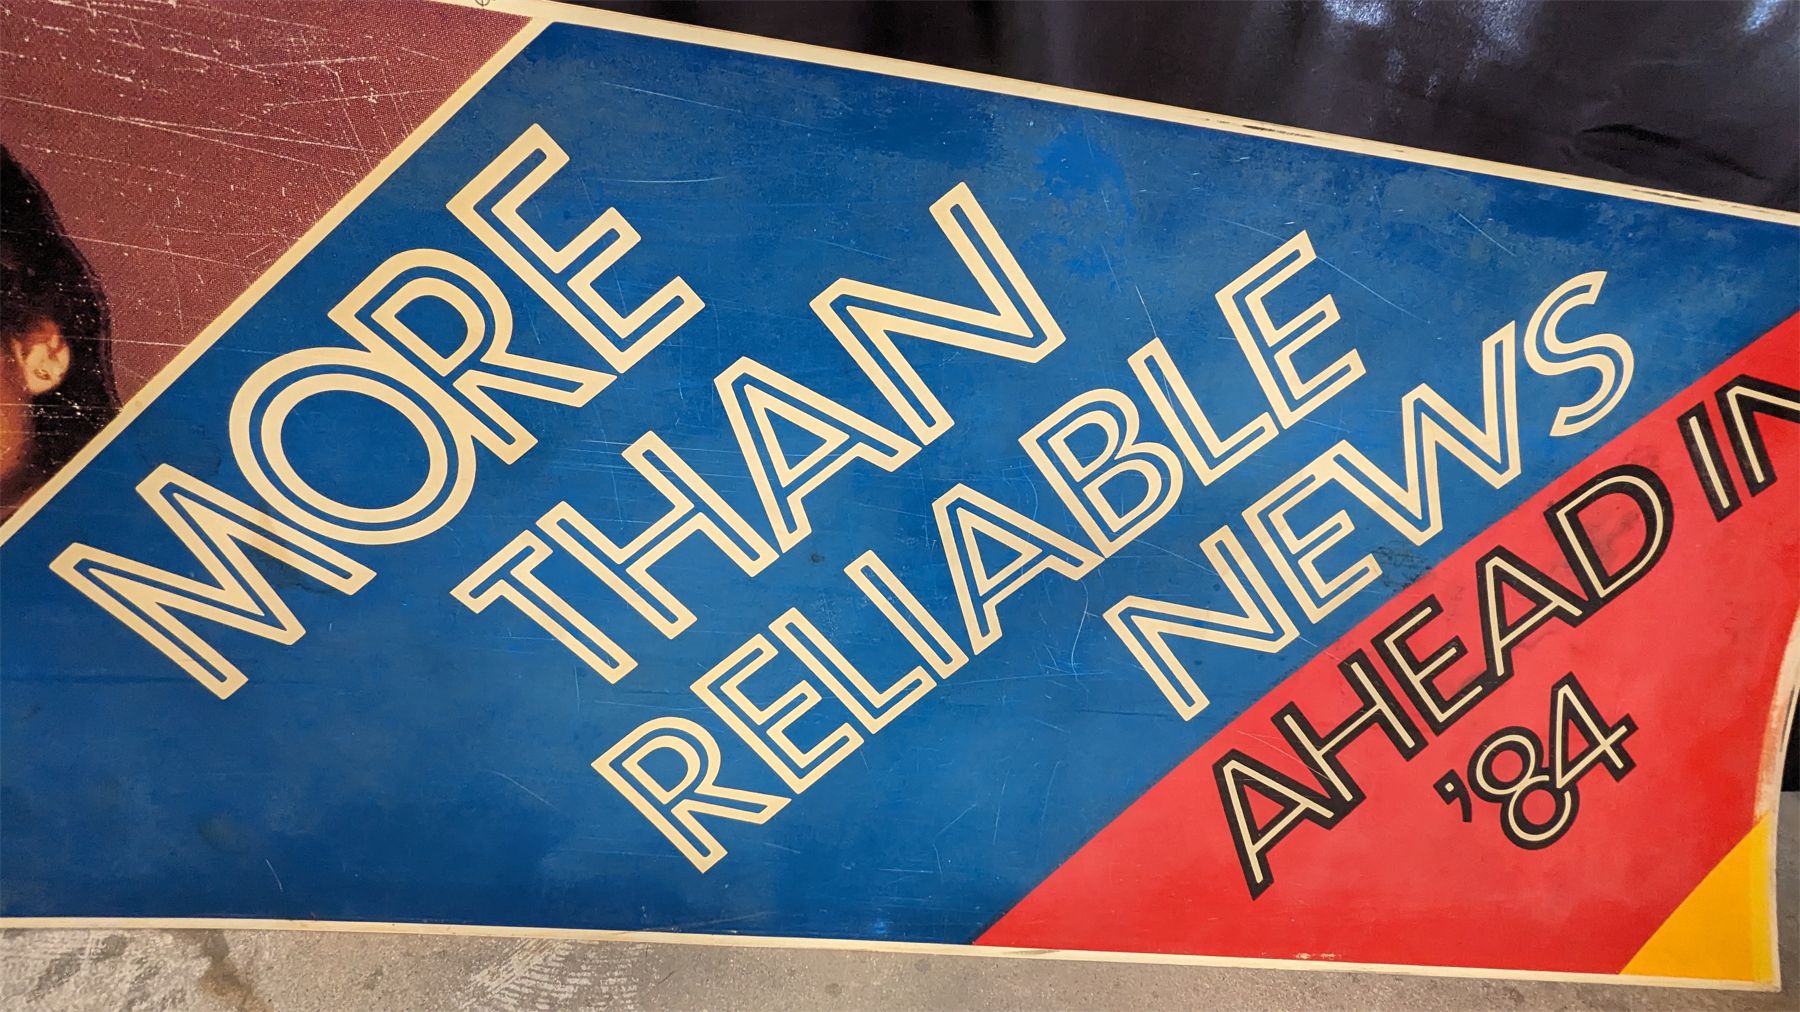 MORE
THAN
RELIABLE
NEWS
AHEAD IN
'84